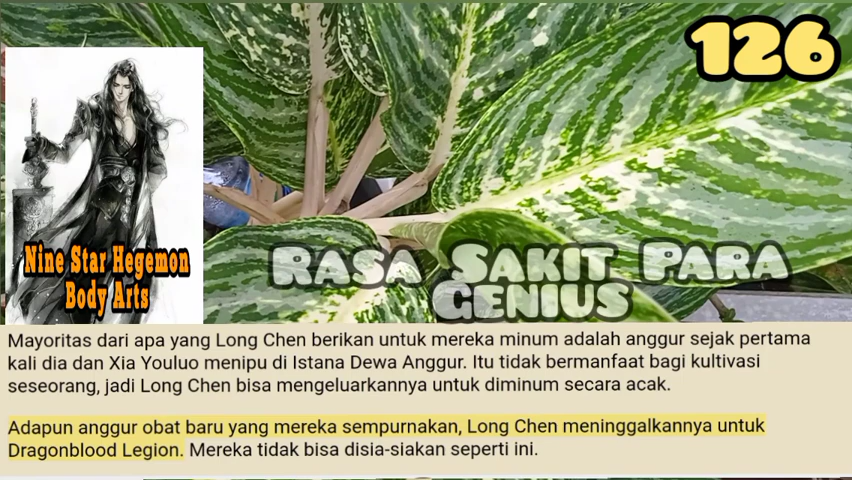 126
Nine Star Hegemon
Body Arts
Rasa Sakit Para
Genius
Mayoritas dari apa yang Long Chen berikan untuk mereka minum adalah anggur sejak pertama
kali dia dan Xia Youluo menipu di Istana Dewa Anggur. Itu tidak bermanfaat bagi kultivasi
seseorang, jadi Long Chen bisa mengeluarkannya untuk diminum secara acak.
Adapun anggur obat baru yang mereka sempurnakan, Long Chen meninggalkannya untuk
Dragonblood Legion. Mereka tidak bisa disia-siakan seperti ini.